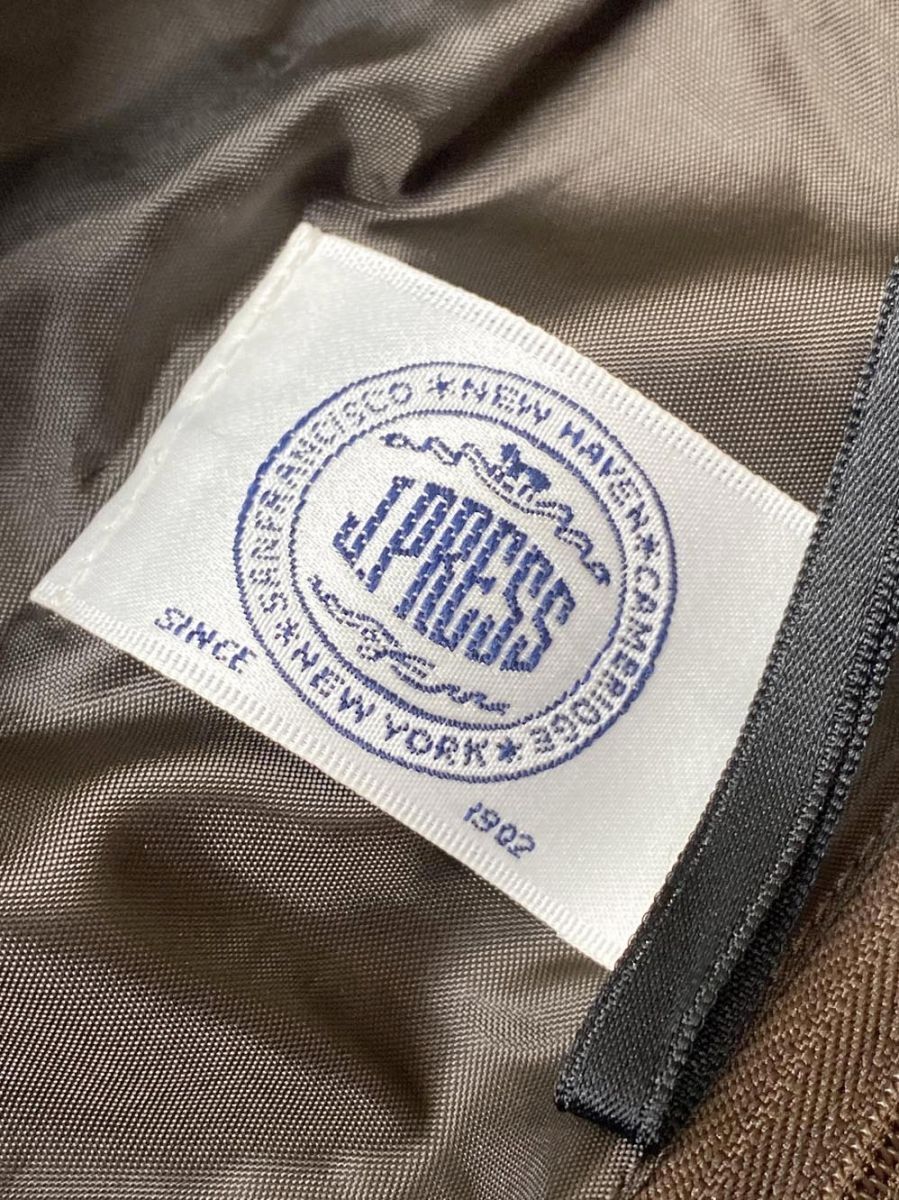 SAN FRANCISCO * NEW HAVEN * CAMBRIDGE * NEW YORK *
J.PRESS
SINCE 1902